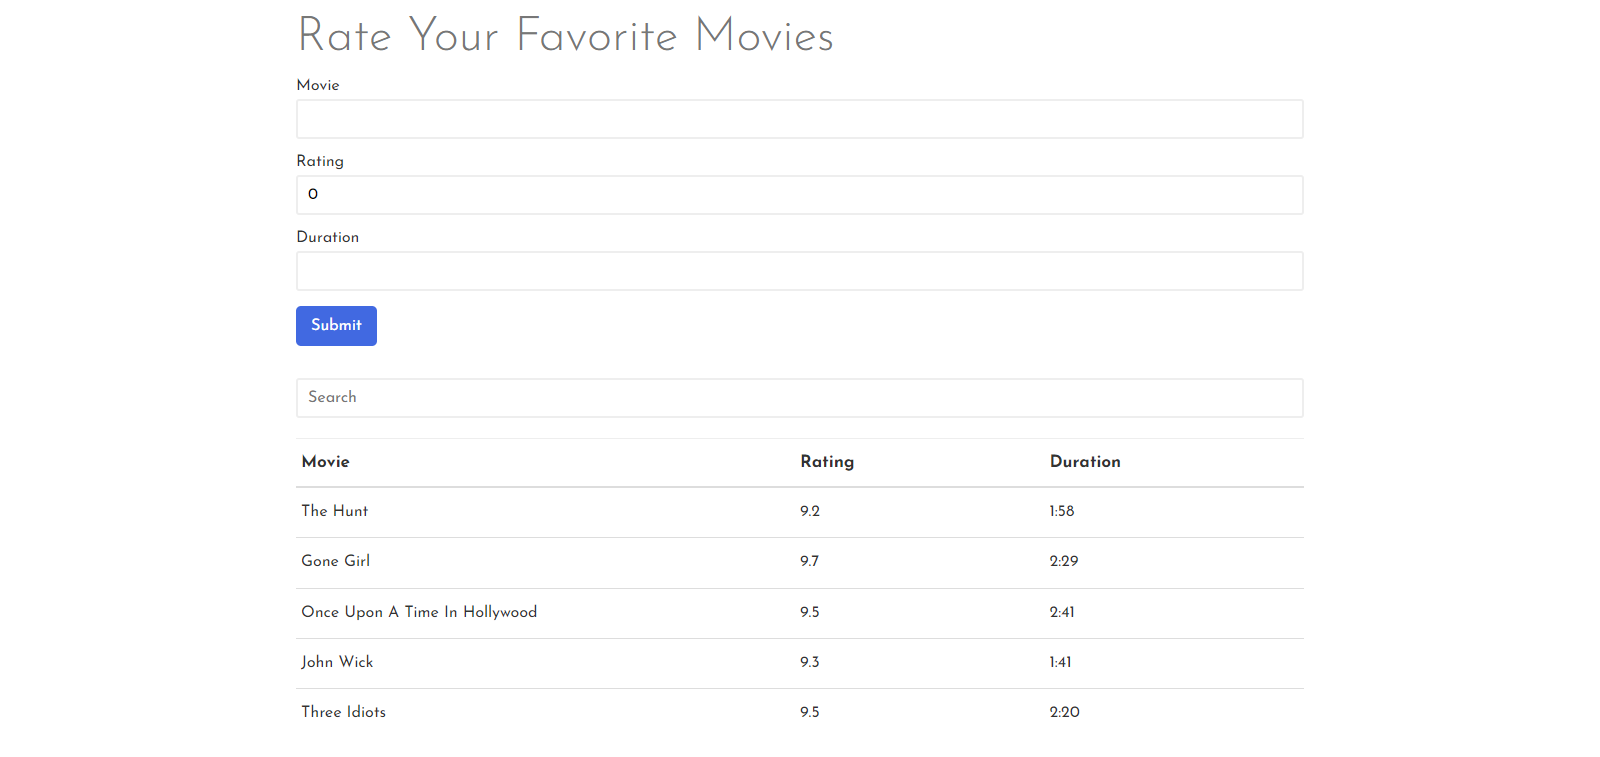 Rate Your Favorite Movies
Movie
Rating
0
Duration
Submit
Search
Movie Rating Duration
The Hunt 9.2 1:58
Gone Girl 9.7 2:29
Once Upon A Time In Hollywood 9.5 2:41
John Wick 9.3 1:41
Three Idiots 9.5 2:20